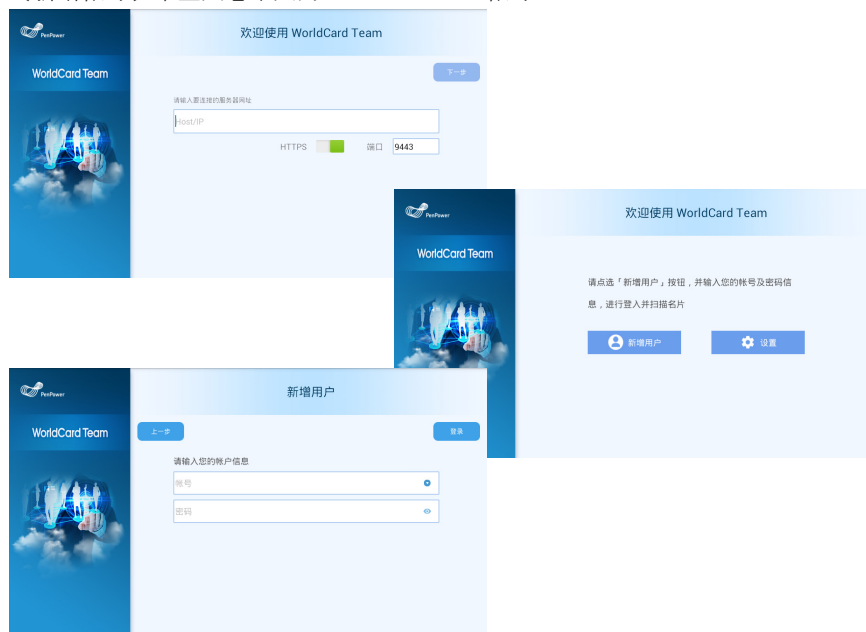 PenPower
欢迎使用 WorldCard Team
WorldCard Team
下一步
请输入要连接的服务器网址
Host/IP
HTTPS
端口
9443
PenPower
欢迎使用 WorldCard Team
WorldCard Team
请点选「新增用户」按钮，并输入您的帐号及密码信
息，进行登入并扫描名片
新增用户
设置
PenPower
新增用户
WorldCard Team
上一步
登录
请输入您的帐户信息
帐号
密码